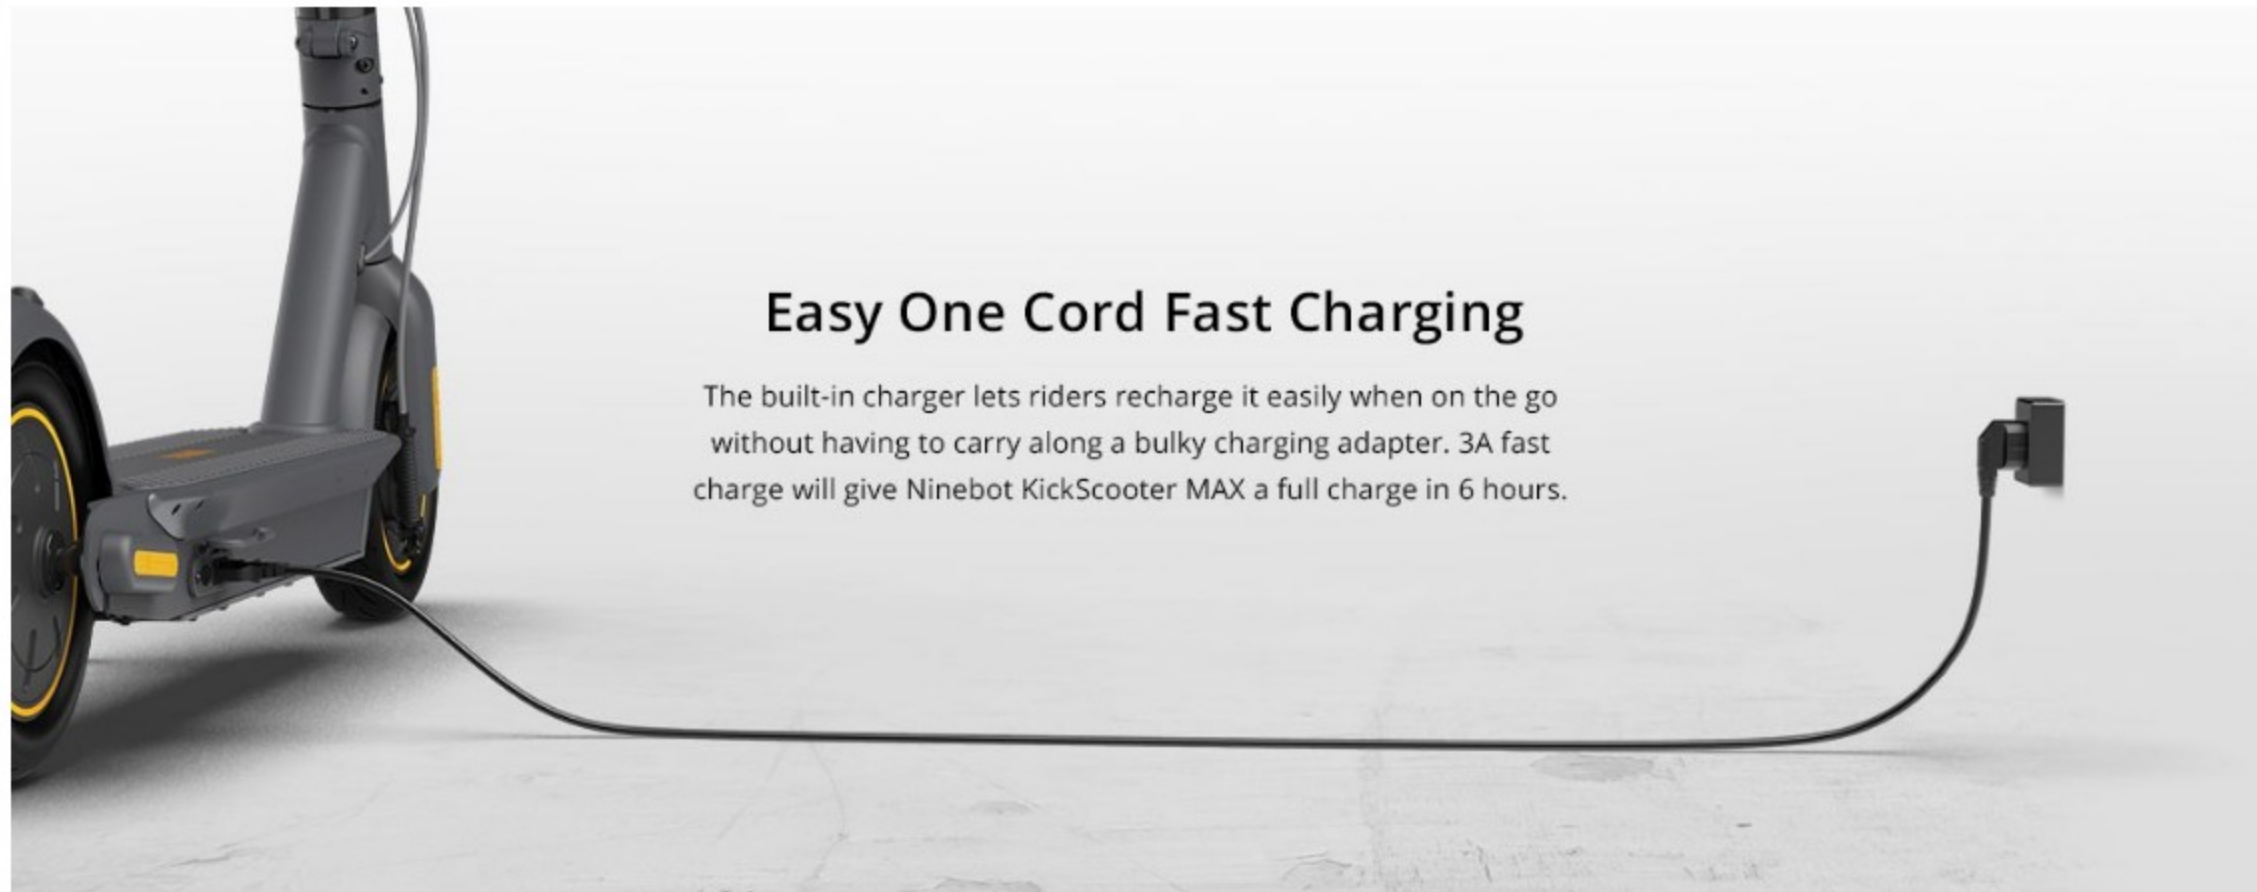 Easy One Cord Fast Charging
The built-in charger lets riders recharge it easily when on the go
without having to carry along a bulky charging adapter. 3A fast
charge will give Ninebot KickScooter MAX a full charge in 6 hours.